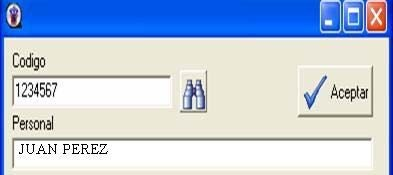 Codigo
1234567
Aceptar
Personal
JUAN PEREZ